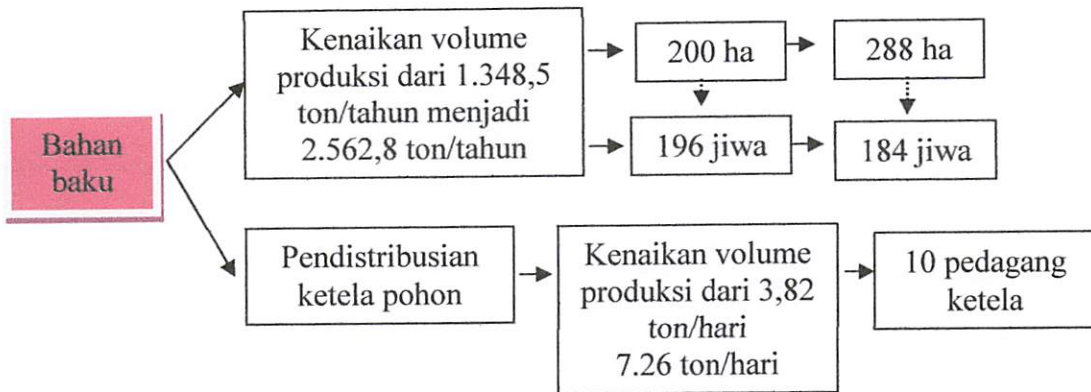 Bahan
baku
Kenaikan volume
produksi dari 1.348,5
ton/tahun menjadi
2.562,8 ton/tahun
200 ha
288 ha
196 jiwa
184 jiwa
Pendistribusian
ketela pohon
Kenaikan volume
produksi dari 3,82
ton/hari
7.26 ton/hari
10 pedagang
ketela